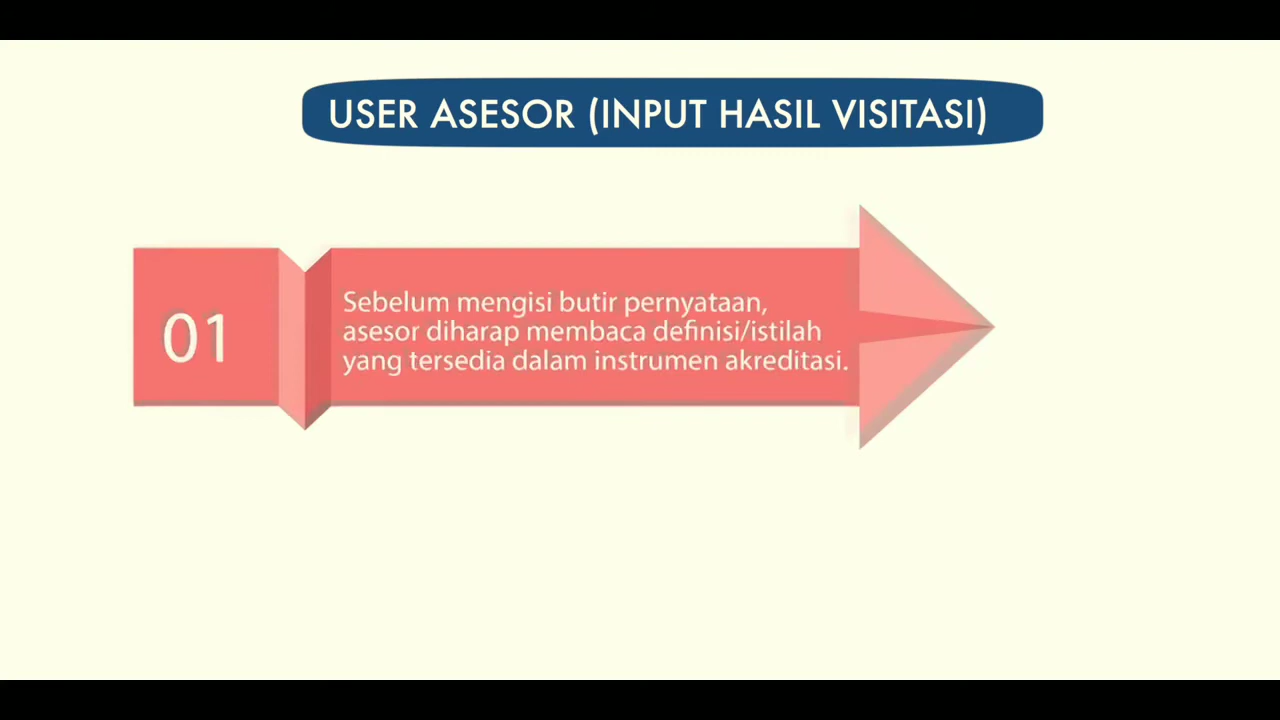 USER ASESOR (INPUT HASIL VISITASI)
01
Sebelum mengisi butir pernyataan,
asesor diharap membaca definisi/istilah
yang tersedia dalam instrumen akreditasi.